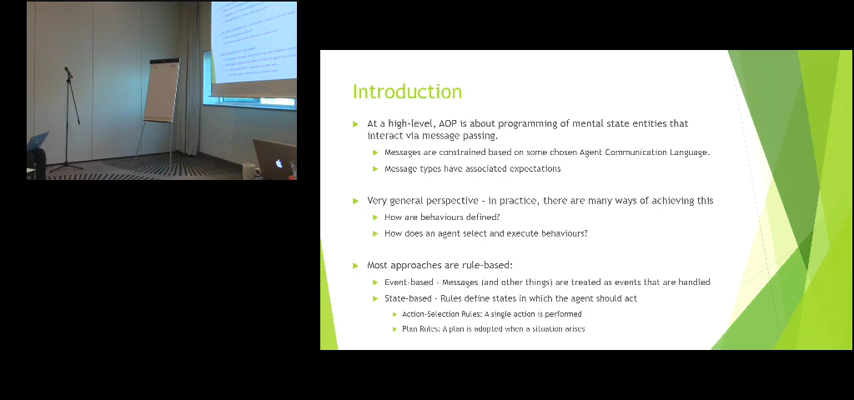 Introduction
At a high-level, AOP is about programming of mental state entities that
interact via message passing.
Messages are constrained based on some chosen Agent Communication Language.
Message types have associated expectations
Very general perspective - in practice, there are many ways of achieving this
How are behaviours defined?
How does an agent select and execute behaviours?
Most approaches are rule-based:
Event-based - Messages (and other things) are treated as events that are handled
State-based - Rules define states in which the agent should act
Action-Selection Rules: A single action is performed
Plan Rules: A plan is adopted when a situation arises